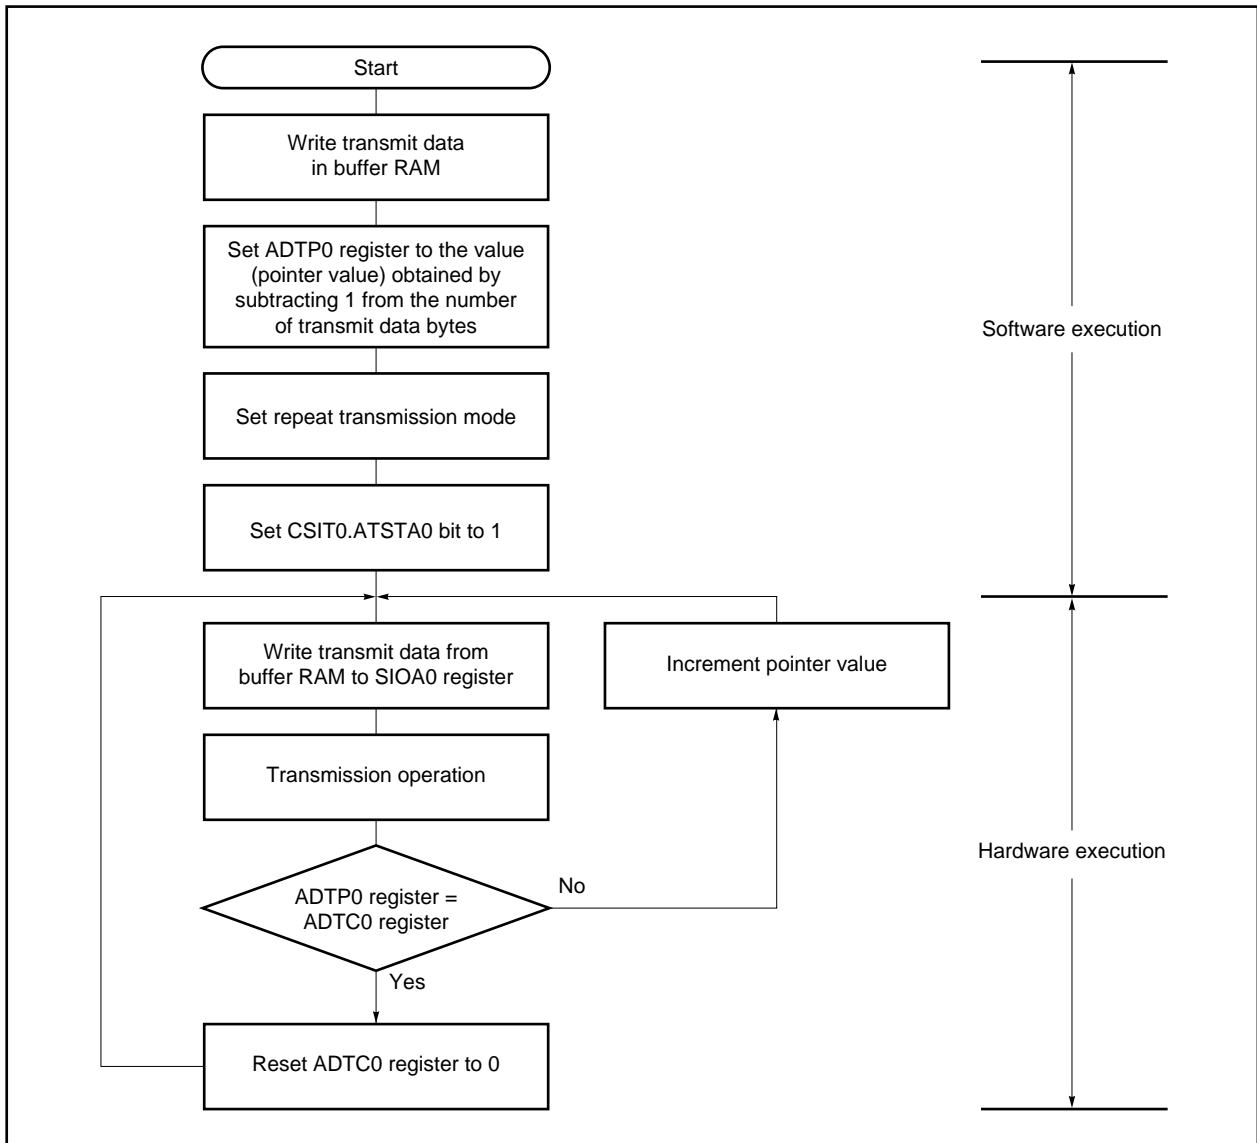 Start
Write transmit data
in buffer RAM
Set ADTP0 register to the value
(pointer value) obtained by
subtracting 1 from the number
of transmit data bytes
Software execution
Set repeat transmission mode
Set CSIT0.ATSTA0 bit to 1
Write transmit data from
buffer RAM to SIOA0 register
Increment pointer value
Transmission operation
Hardware execution
ADTP0 register =
ADTC0 register
No
Yes
Reset ADTC0 register to 0